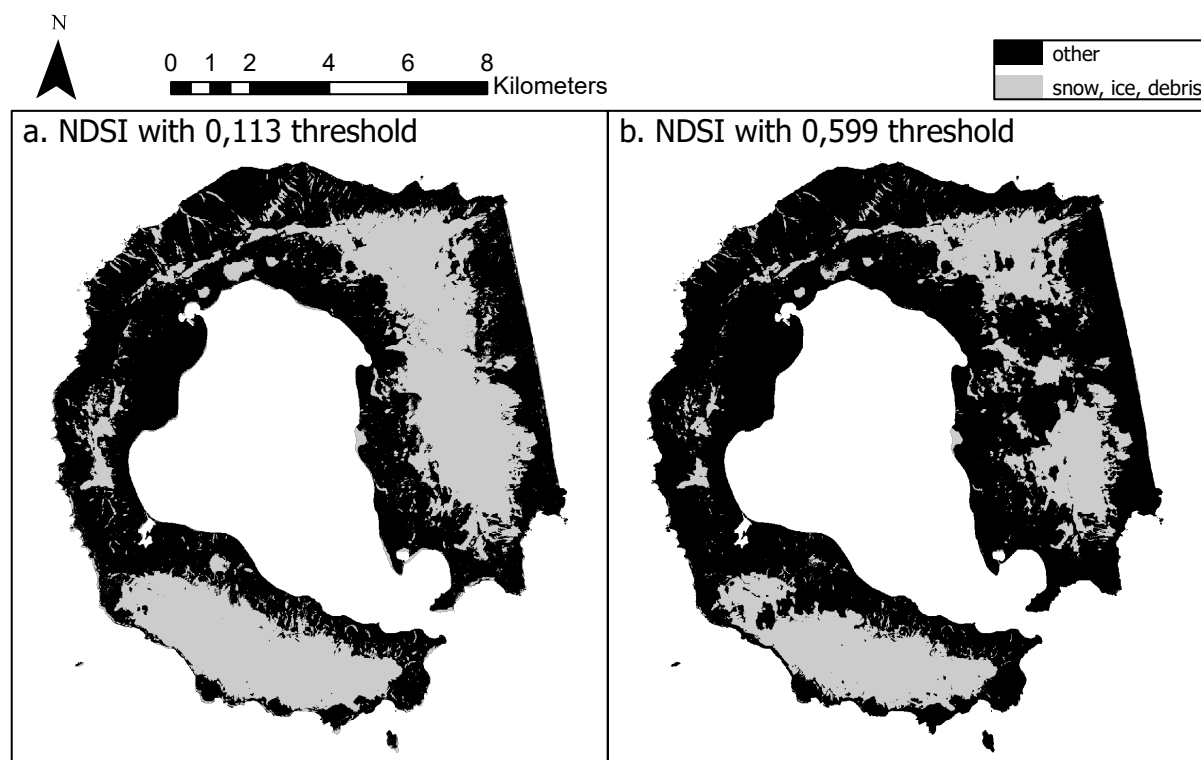 N
0 1 2 4 6 8
Kilometers
other
snow, ice, debris
a. NDSI with 0,113 threshold
b. NDSI with 0,599 threshold